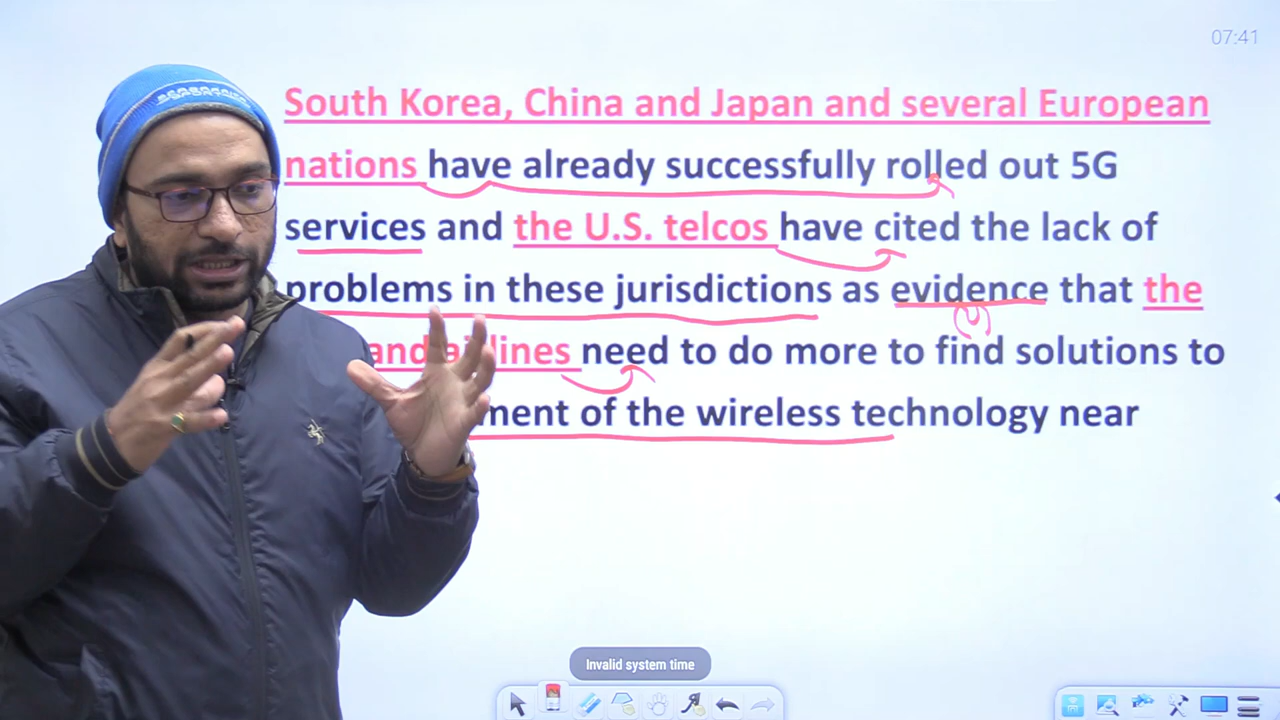 07:41
South Korea, China and Japan and several European
nations have already successfully rolled out 5G
services and the U.S. telcos have cited the lack of
problems in these jurisdictions as evidence that the
and airlines need to do more to find solutions to
of the wireless technology near
Invalid system time